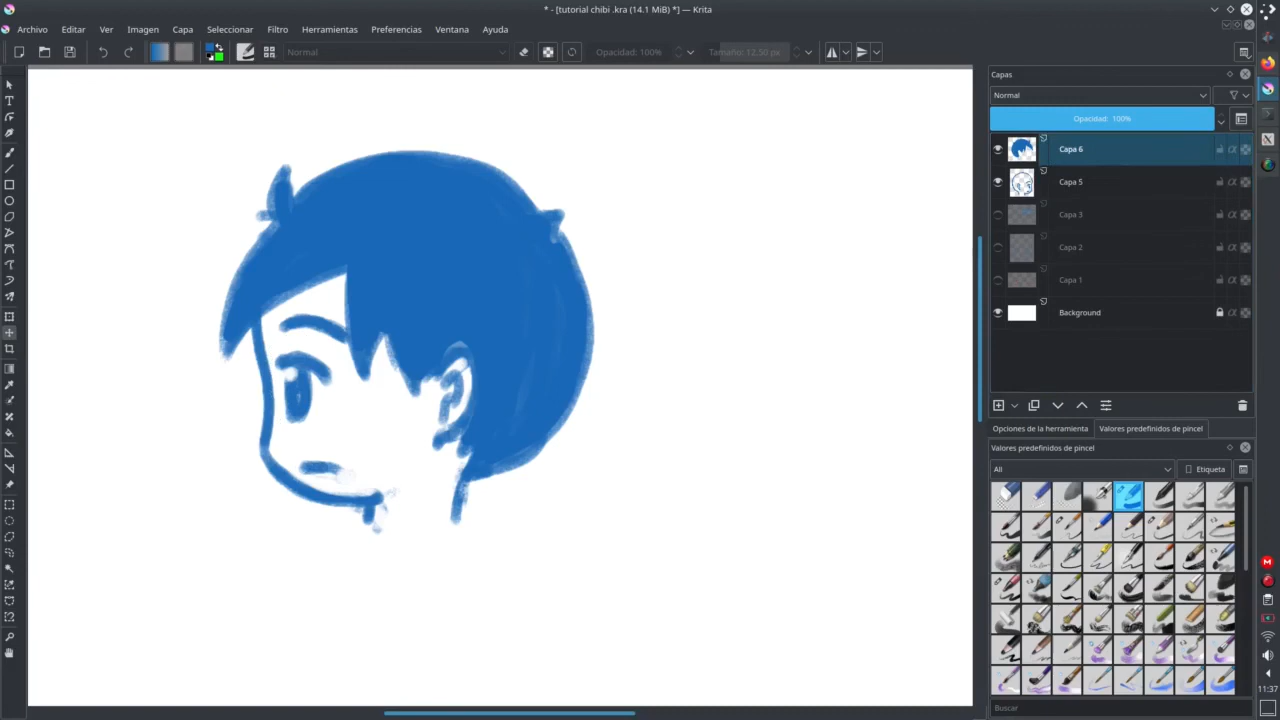 * - [tutorial chibi .kra (14.1 MiB) *] — Krita
Archivo Editar Ver Imagen Capa Seleccionar Filtro Herramientas Preferencias Ventana Ayuda
Normal Opacidad: 100% Tamaño: 12.50 px
Capas
Normal
Opacidad: 100%
Capa 6
Capa 5
Capa 3
Capa 2
Capa 1
Background
Opciones de la herramienta Valores predefinidos de pincel
Valores predefinidos de pincel
All Etiqueta
Buscar
11:37